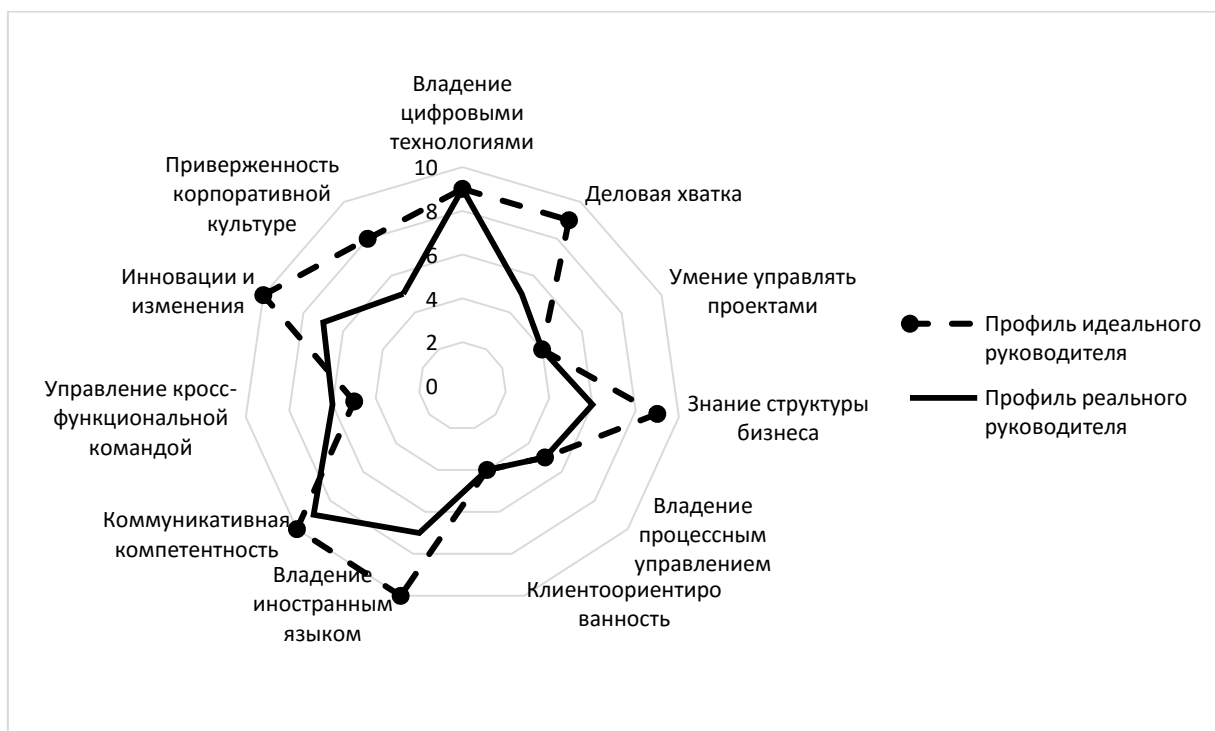 Владение
цифровыми
технологиями
Деловая хватка
Умение управлять
проектами
Знание структуры
бизнеса
Владение
процессным
управлением
Клиентоориентиро
ванность
Владение
иностранным
языком
Коммуникативная
компетентность
Управление кросс-
функциональной
командой
Инновации и
изменения
Приверженность
корпоративной
культуре
10
8
6
4
2
0
Профиль идеального
руководителя
Профиль реального
руководителя